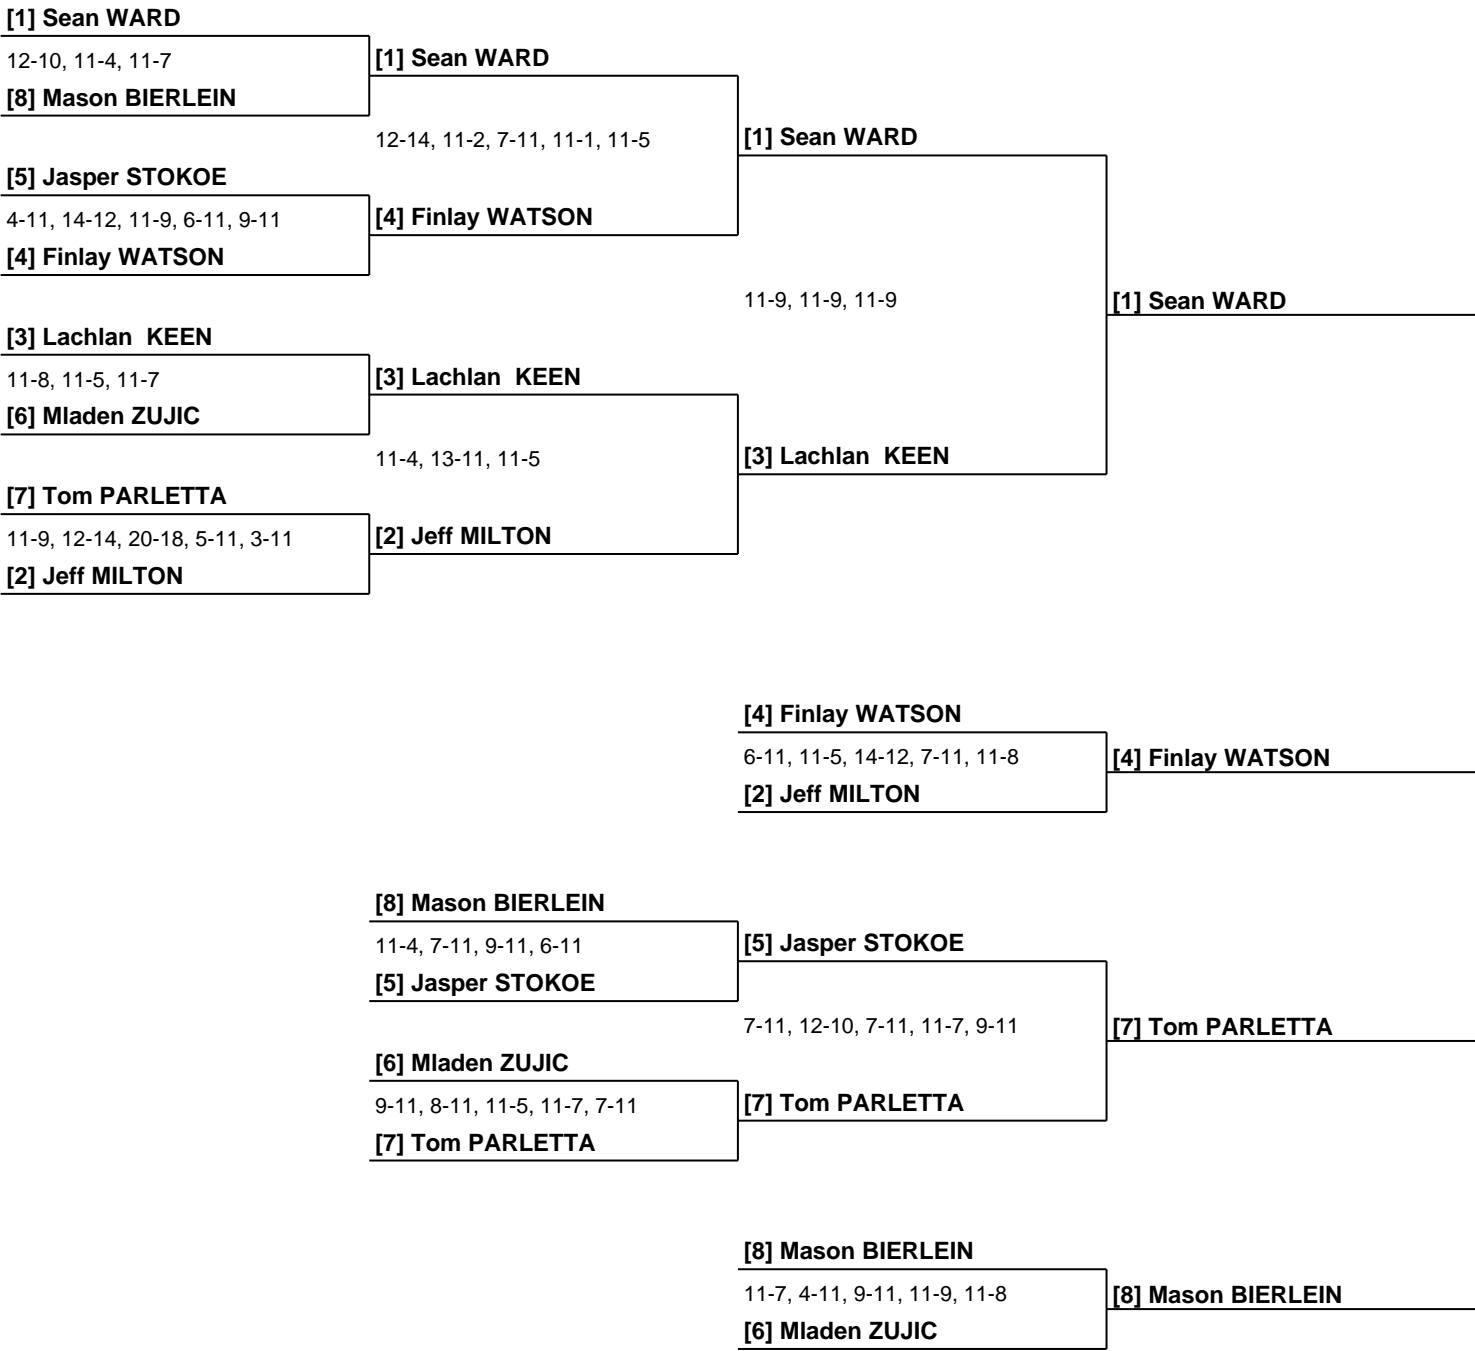 [1] Sean WARD
12-10, 11-4, 11-7
[1] Sean WARD
[8] Mason BIERLEIN
12-14, 11-2, 7-11, 11-1, 11-5
[1] Sean WARD
[5] Jasper STOKOE
4-11, 14-12, 11-9, 6-11, 9-11
[4] Finlay WATSON
[4] Finlay WATSON
11-9, 11-9, 11-9
[1] Sean WARD
[3] Lachlan  KEEN
11-8, 11-5, 11-7
[3] Lachlan  KEEN
[6] Mladen ZUJIC
11-4, 13-11, 11-5
[3] Lachlan  KEEN
[7] Tom PARLETTA
11-9, 12-14, 20-18, 5-11, 3-11
[2] Jeff MILTON
[2] Jeff MILTON
[4] Finlay WATSON
6-11, 11-5, 14-12, 7-11, 11-8
[4] Finlay WATSON
[2] Jeff MILTON
[8] Mason BIERLEIN
11-4, 7-11, 9-11, 6-11
[5] Jasper STOKOE
[5] Jasper STOKOE
7-11, 12-10, 7-11, 11-7, 9-11
[7] Tom PARLETTA
[6] Mladen ZUJIC
9-11, 8-11, 11-5, 11-7, 7-11
[7] Tom PARLETTA
[7] Tom PARLETTA
[8] Mason BIERLEIN
11-7, 4-11, 9-11, 11-9, 11-8
[8] Mason BIERLEIN
[6] Mladen ZUJIC